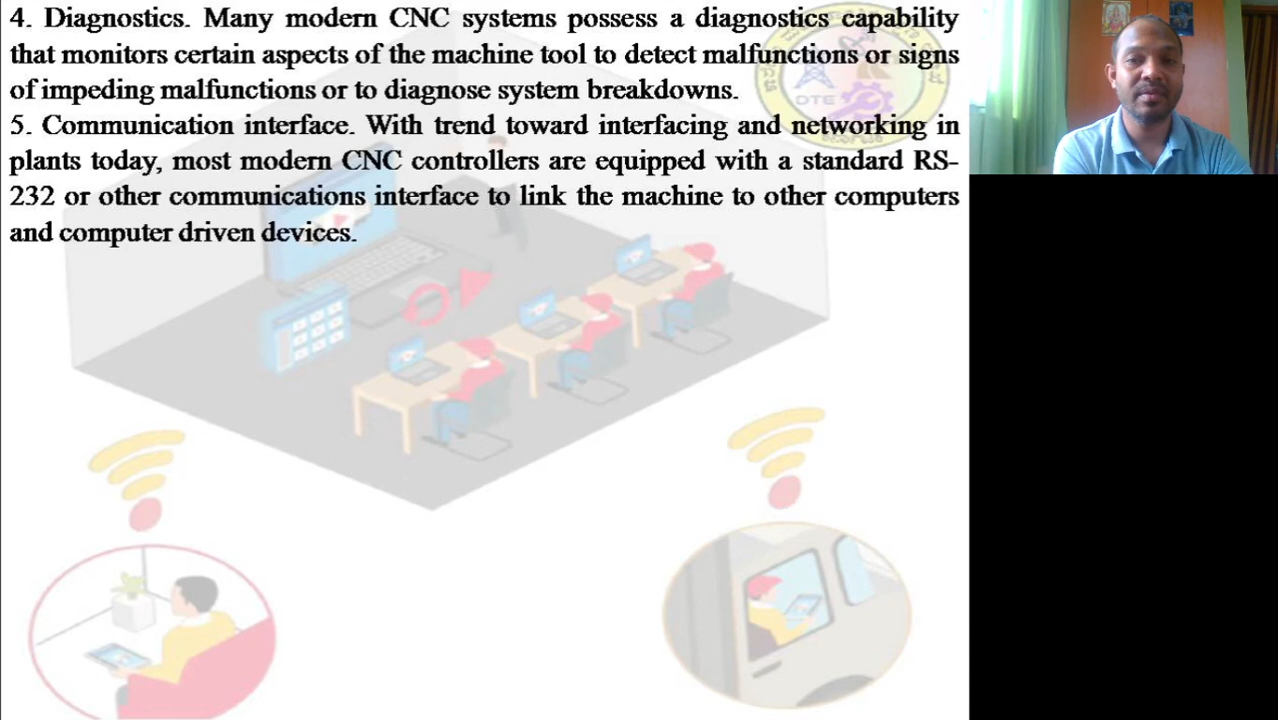 4. Diagnostics. Many modern CNC systems possess a diagnostics capability
that monitors certain aspects of the machine tool to detect malfunctions or signs
of impeding malfunctions or to diagnose system breakdowns.
5. Communication interface. With trend toward interfacing and networking in
plants today, most modern CNC controllers are equipped with a standard RS-
232 or other communications interface to link the machine to other computers
and computer driven devices.
DTE